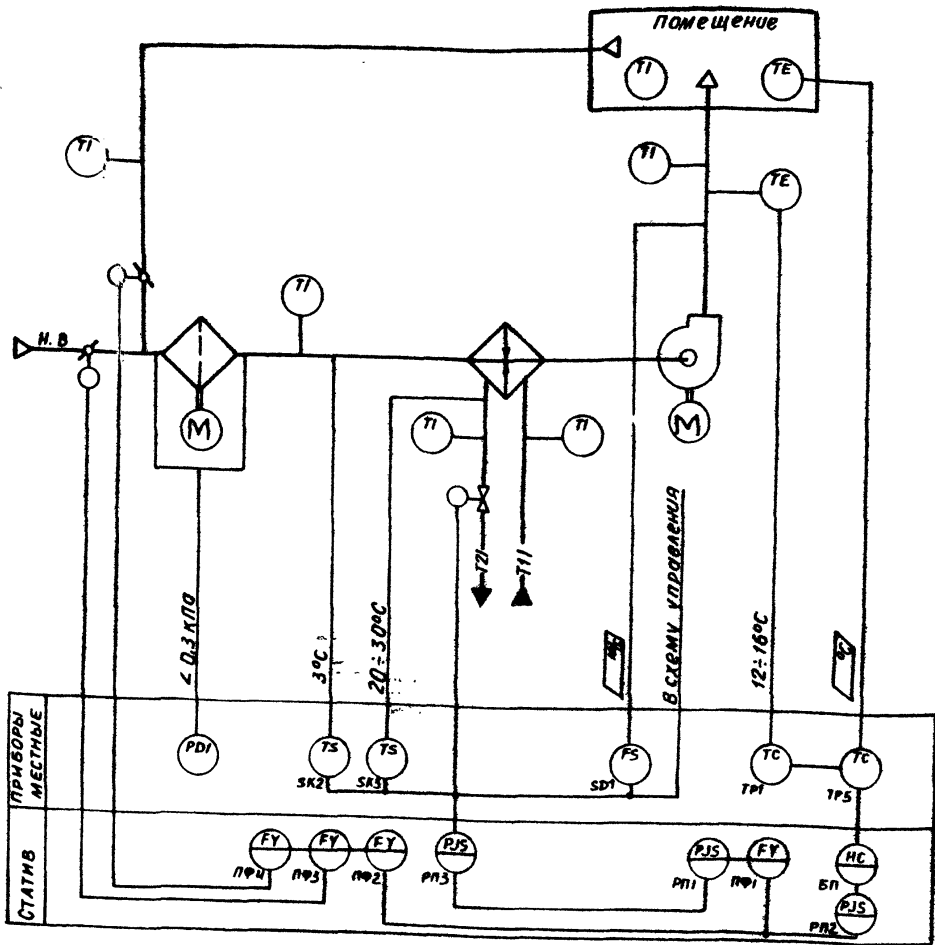 ПОМЕЩЕНИЕ
TI
TE
TI
TI
TE
TI
Н. В
M
M
TI
TI
T21
T11
< 0.3 КПА
3°C
20÷30°C
В СХЕМУ УПРАВЛЕНИЯ
12÷16°C
°C
ПРИБОРЫ
МЕСТНЫЕ
PDI
TS
SK2
TS
SK3
FS
SD1
TC
TP1
TC
TP5
СТАТИВ
FY
ПФ4
FY
ПФ3
FY
ПФ2
PJS
РП3
PJS
РП1
FY
ПФ1
HC
БП
PJS
РП2